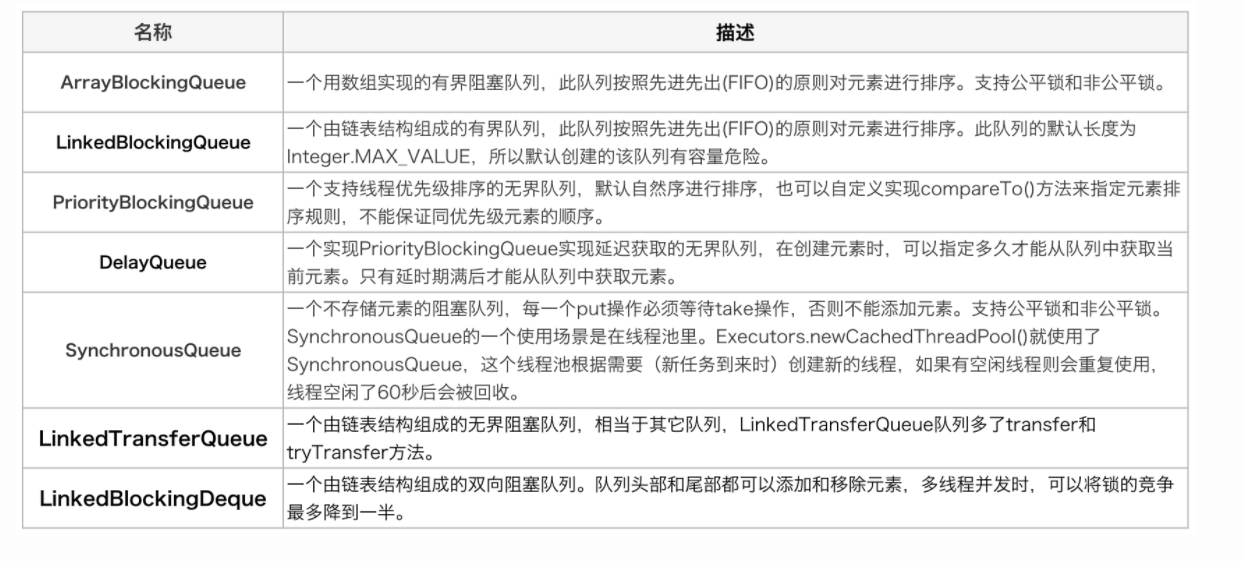 名称
描述
ArrayBlockingQueue
一个用数组实现的有界阻塞队列，此队列按照先进先出(FIFO)的原则对元素进行排序。支持公平锁和非公平锁。
LinkedBlockingQueue
一个由链表结构组成的有界队列，此队列按照先进先出(FIFO)的原则对元素进行排序。此队列的默认长度为
Integer.MAX_VALUE，所以默认创建的该队列有容量危险。
PriorityBlockingQueue
一个支持线程优先级排序的无界队列，默认自然序进行排序，也可以自定义实现compareTo()方法来指定元素排
序规则，不能保证同优先级元素的顺序。
DelayQueue
一个实现PriorityBlockingQueue实现延迟获取的无界队列，在创建元素时，可以指定多久才能从队列中获取当
前元素。只有延时期满后才能从队列中获取元素。
SynchronousQueue
一个不存储元素的阻塞队列，每一个put操作必须等待take操作，否则不能添加元素。支持公平锁和非公平锁。
SynchronousQueue的一个使用场景是在线程池里。Executors.newCachedThreadPool()就使用了
SynchronousQueue，这个线程池根据需要（新任务到来时）创建新的线程，如果有空闲线程则会重复使用，
线程空闲了60秒后会被回收。
LinkedTransferQueue
一个由链表结构组成的无界阻塞队列，相当于其它队列，LinkedTransferQueue队列多了transfer和
tryTransfer方法。
LinkedBlockingDeque
一个由链表结构组成的双向阻塞队列。队列头部和尾部都可以添加和移除元素，多线程并发时，可以将锁的竞争
最多降到一半。